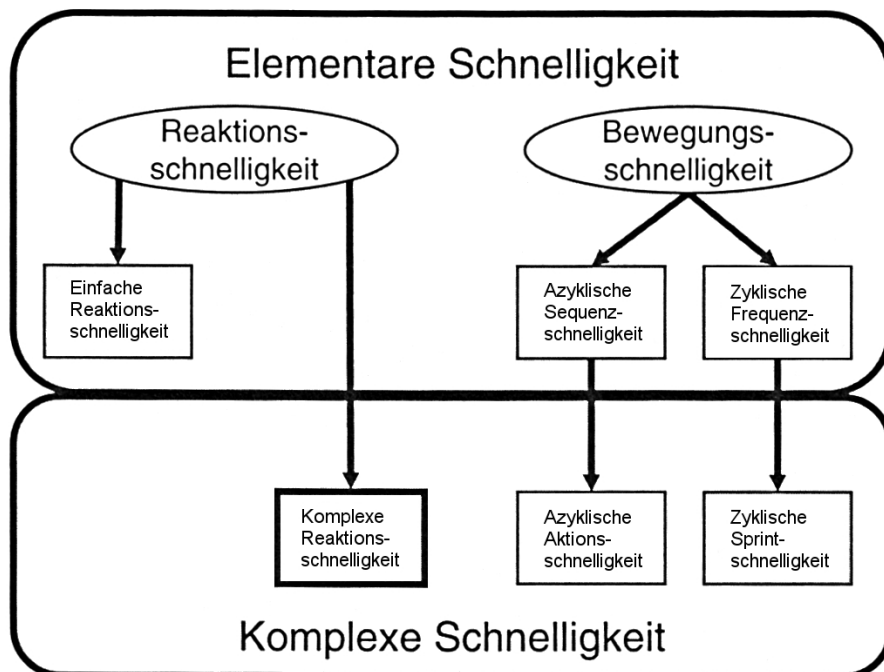 Elementare Schnelligkeit
Reaktions-
schnelligkeit
Bewegungs-
schnelligkeit
Einfache
Reaktions-
schnelligkeit
Azyklische
Sequenz-
schnelligkeit
Zyklische
Frequenz-
schnelligkeit
Komplexe
Reaktions-
schnelligkeit
Azyklische
Aktions-
schnelligkeit
Zyklische
Sprint-
schnelligkeit
Komplexe Schnelligkeit